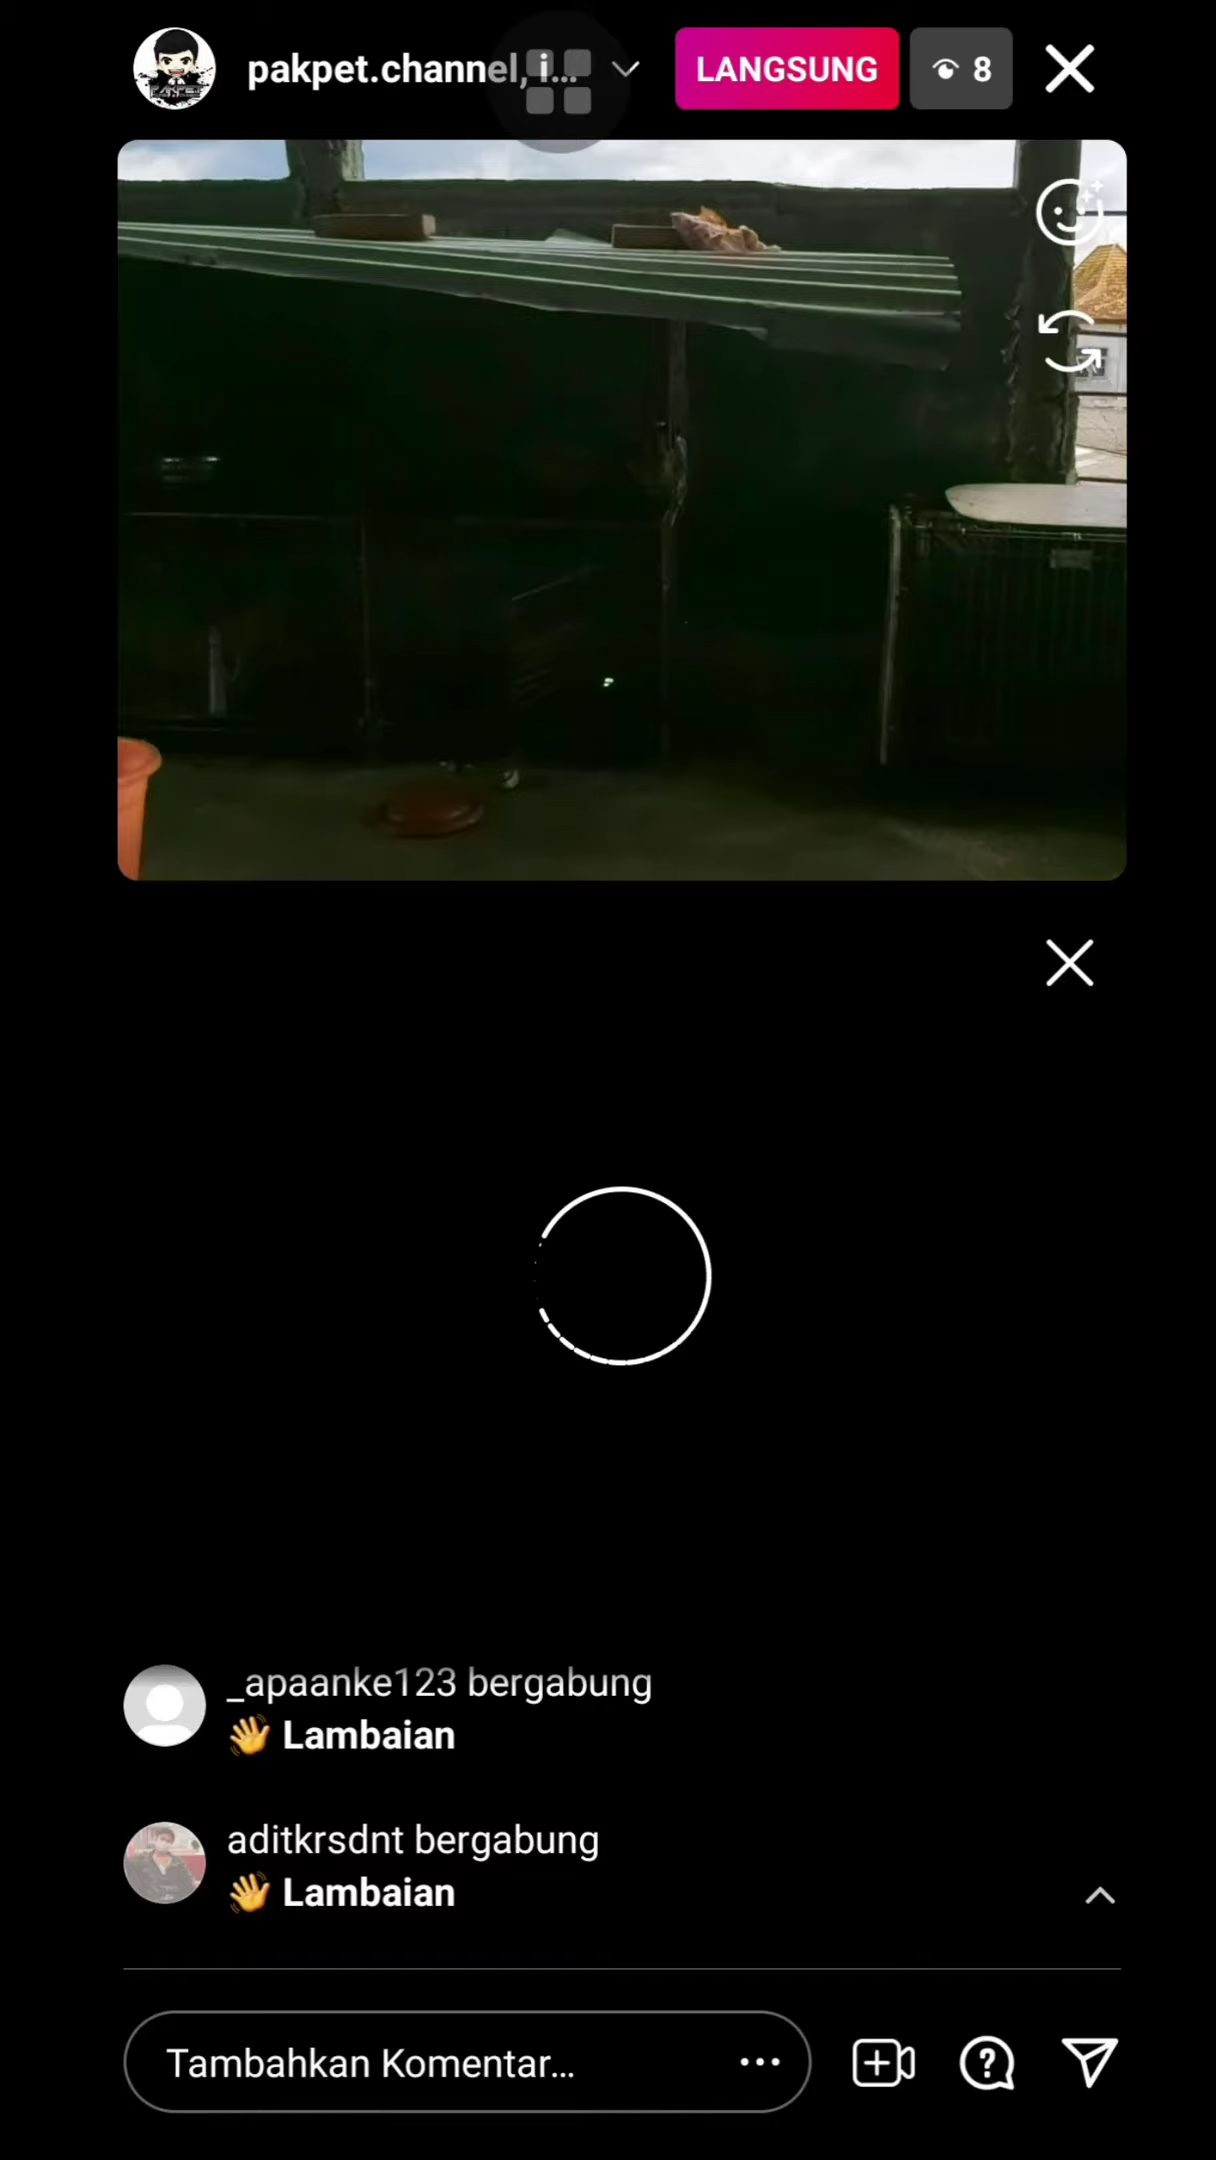 pakpet.channel, i...
LANGSUNG
8
_apaanke123 bergabung
👋 Lambaian
aditkrsdnt bergabung
👋 Lambaian
Tambahkan Komentar...